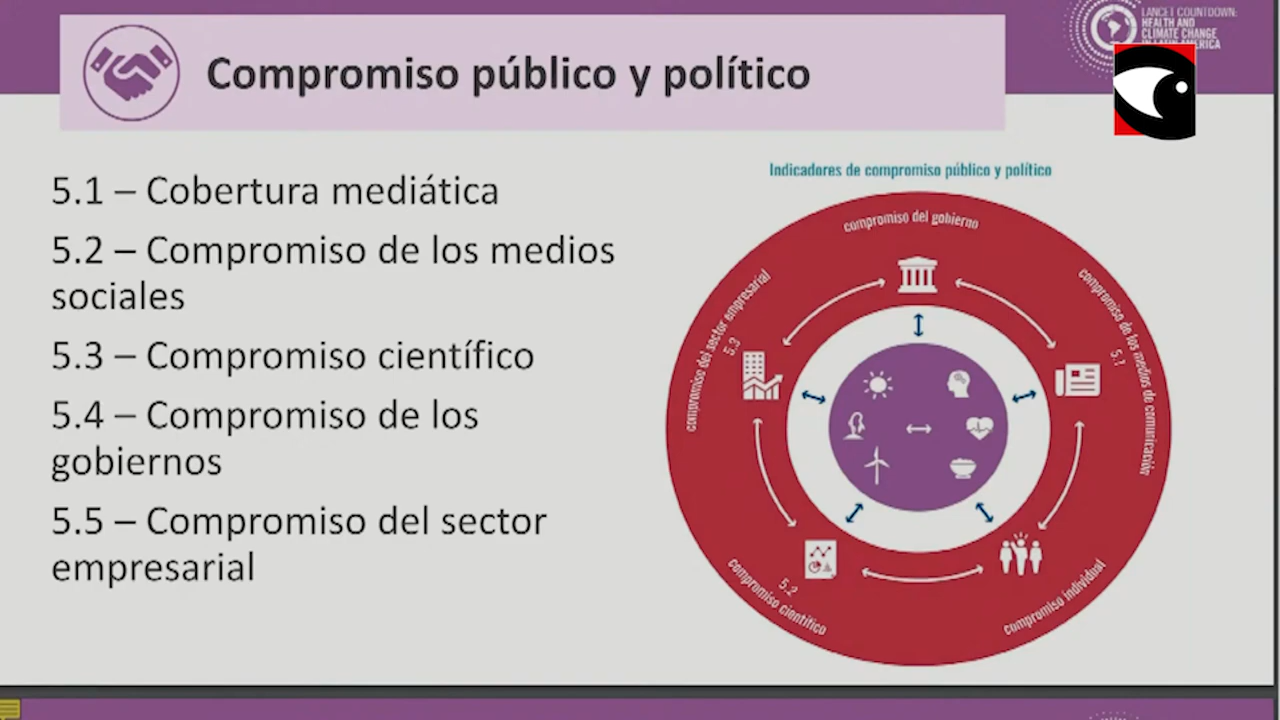 LANCET COUNTDOWN:
HEALTH AND
CLIMATE CHANGE
IN LATIN AMERICA
Compromiso público y político
5.1 – Cobertura mediática
5.2 – Compromiso de los medios
sociales
5.3 – Compromiso científico
5.4 – Compromiso de los
gobiernos
5.5 – Compromiso del sector
empresarial
Indicadores de compromiso público y político
compromiso del gobierno
compromiso del sector empresarial
5.3
compromiso de los medios de comunicación
5.1
compromiso científico
5.2
compromiso individual